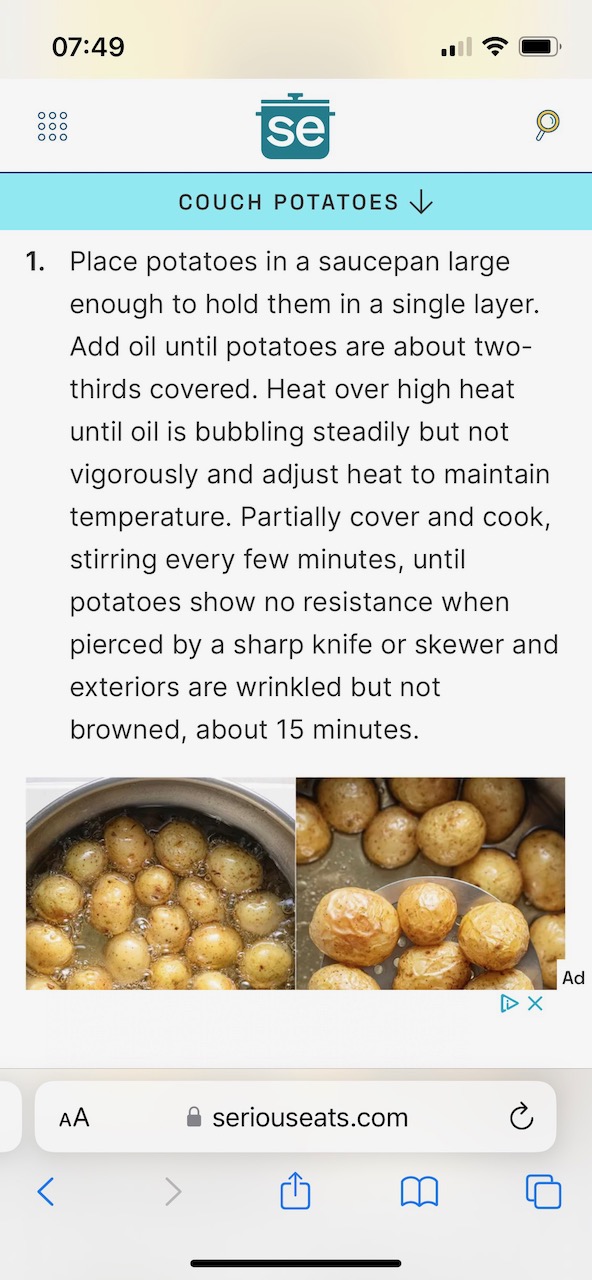 07:49
se
COUCH POTATOES ↓
1. Place potatoes in a saucepan large
enough to hold them in a single layer.
Add oil until potatoes are about two-
thirds covered. Heat over high heat
until oil is bubbling steadily but not
vigorously and adjust heat to maintain
temperature. Partially cover and cook,
stirring every few minutes, until
potatoes show no resistance when
pierced by a sharp knife or skewer and
exteriors are wrinkled but not
browned, about 15 minutes.
Ad
AA seriouseats.com